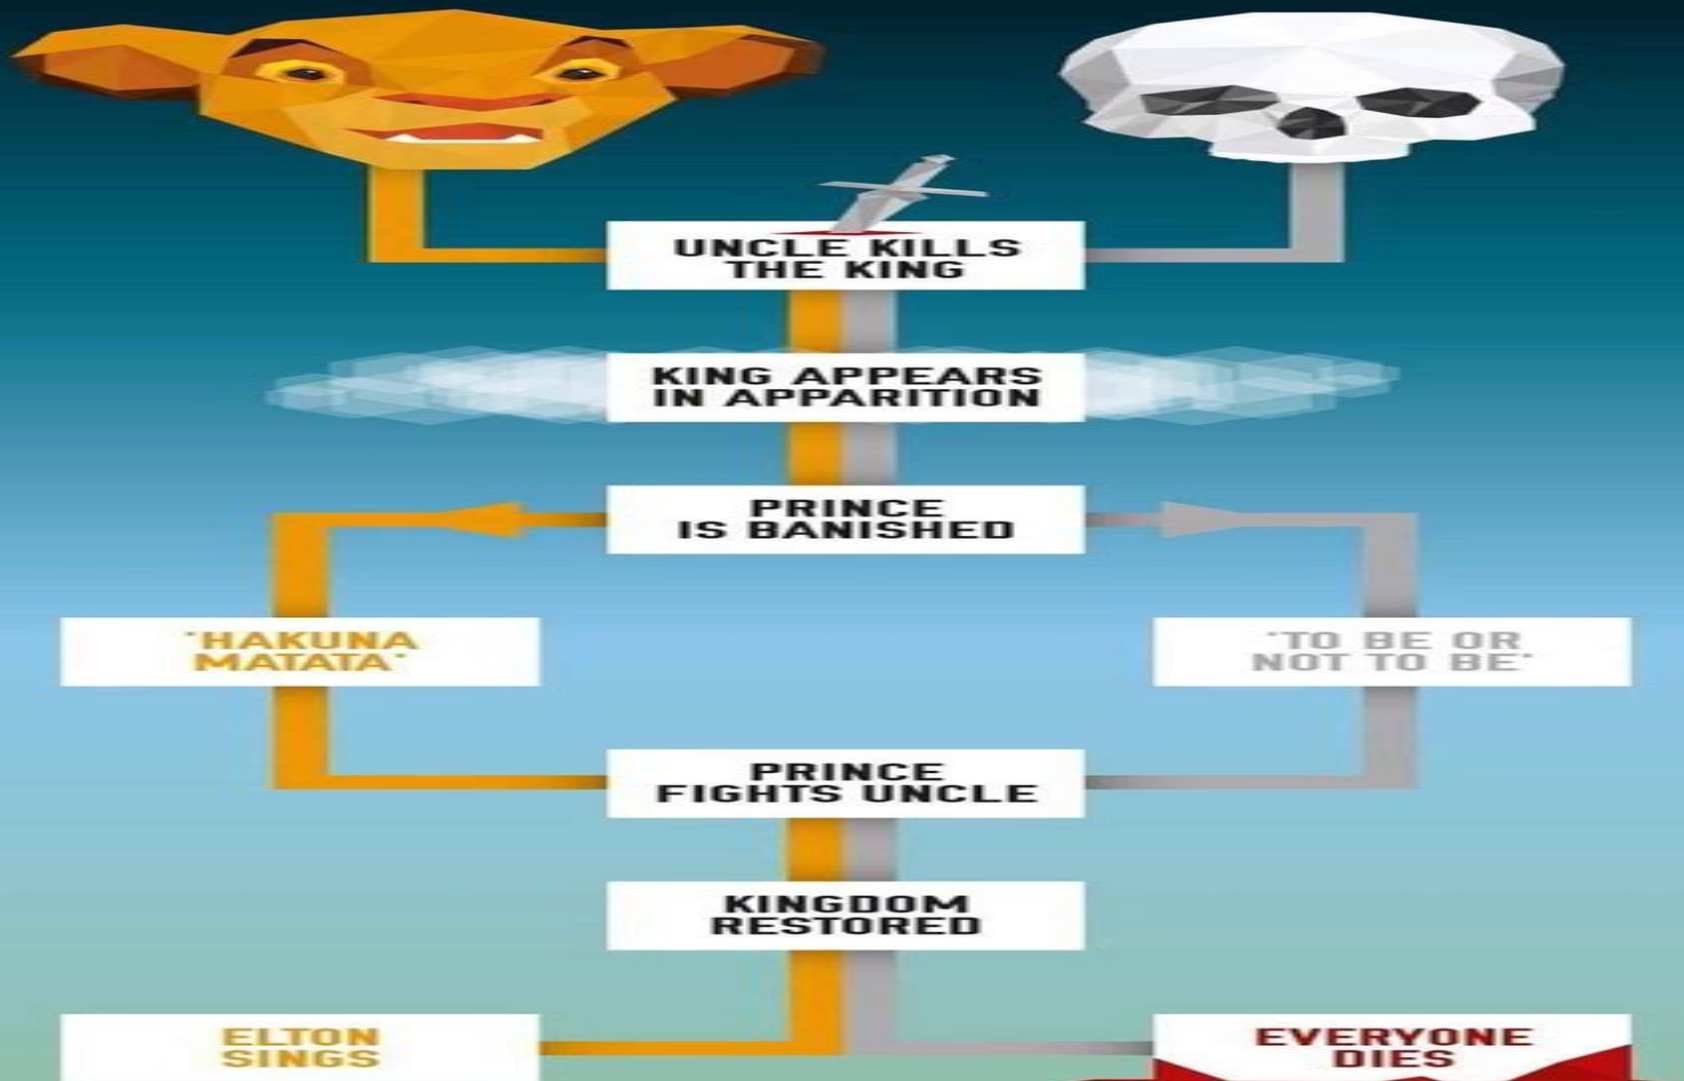 UNCLE KILLS
THE KING
KING APPEARS
IN APPARITION
PRINCE
IS BANISHED
'HAKUNA
MATATA'
'TO BE OR
NOT TO BE'
PRINCE
FIGHTS UNCLE
KINGDOM
RESTORED
ELTON
SINGS
EVERYONE
DIES